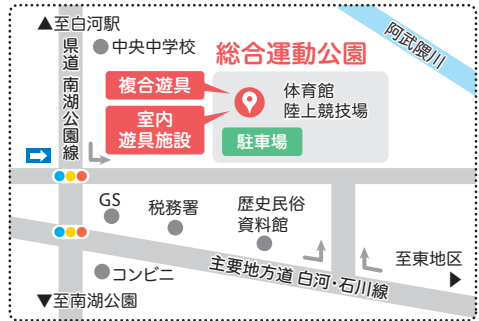 ▲至白河駅
県道 南湖公園線
中央中学校
総合運動公園
阿武隈川
複合遊具
室内
遊具施設
体育館
陸上競技場
駐車場
GS
税務署
歴史民俗
資料館
コンビニ
主要地方道 白河・石川線
至東地区
▼至南湖公園